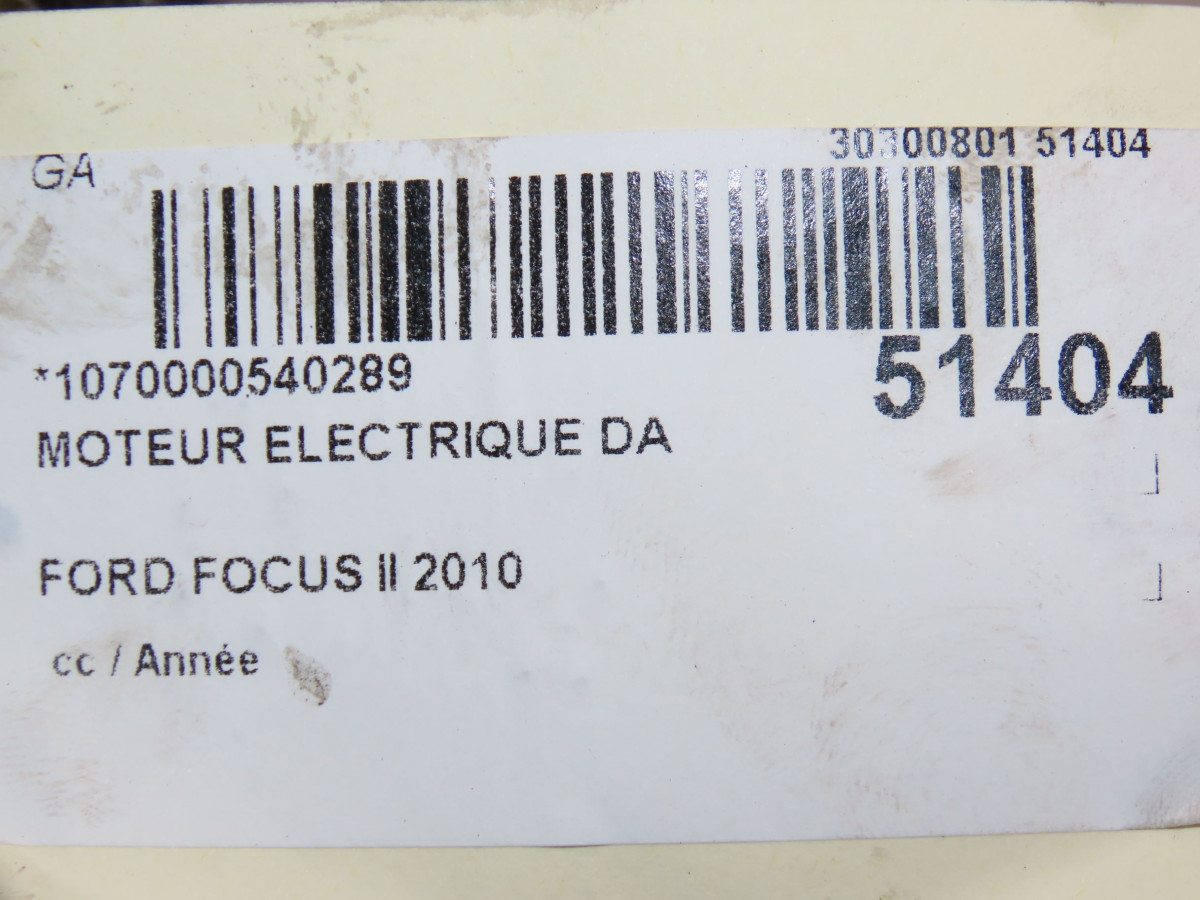 GA 30300801 51404
*1070000540289 51404
MOTEUR ELECTRIQUE DA
FORD FOCUS II 2010
cc / Année